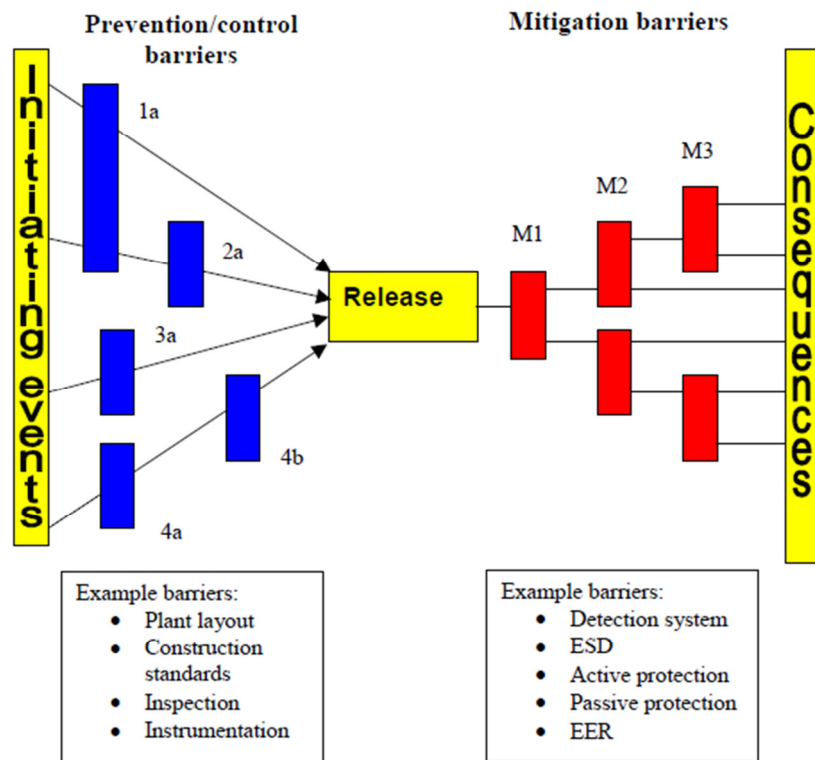 Prevention/control
barriers
Mitigation barriers
Initiating events
1a
2a
3a
4b
4a
Release
M1
M2
M3
Consequences
Example barriers:
• Plant layout
• Construction
standards
• Inspection
• Instrumentation
Example barriers:
• Detection system
• ESD
• Active protection
• Passive protection
• EER